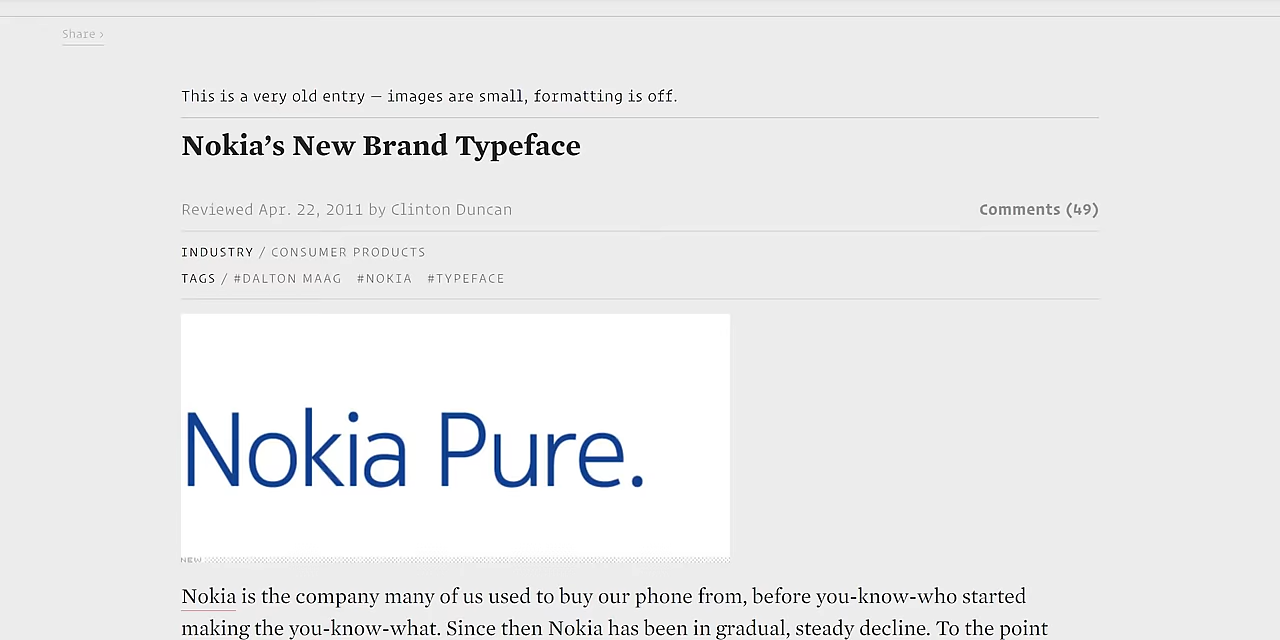 Share ›
This is a very old entry — images are small, formatting is off.
Nokia’s New Brand Typeface
Reviewed Apr. 22, 2011 by Clinton Duncan
Comments (49)
INDUSTRY / CONSUMER PRODUCTS
TAGS / #DALTON MAAG #NOKIA #TYPEFACE
Nokia Pure.
NEW
Nokia is the company many of us used to buy our phone from, before you-know-who started
making the you-know-what. Since then Nokia has been in gradual, steady decline. To the point